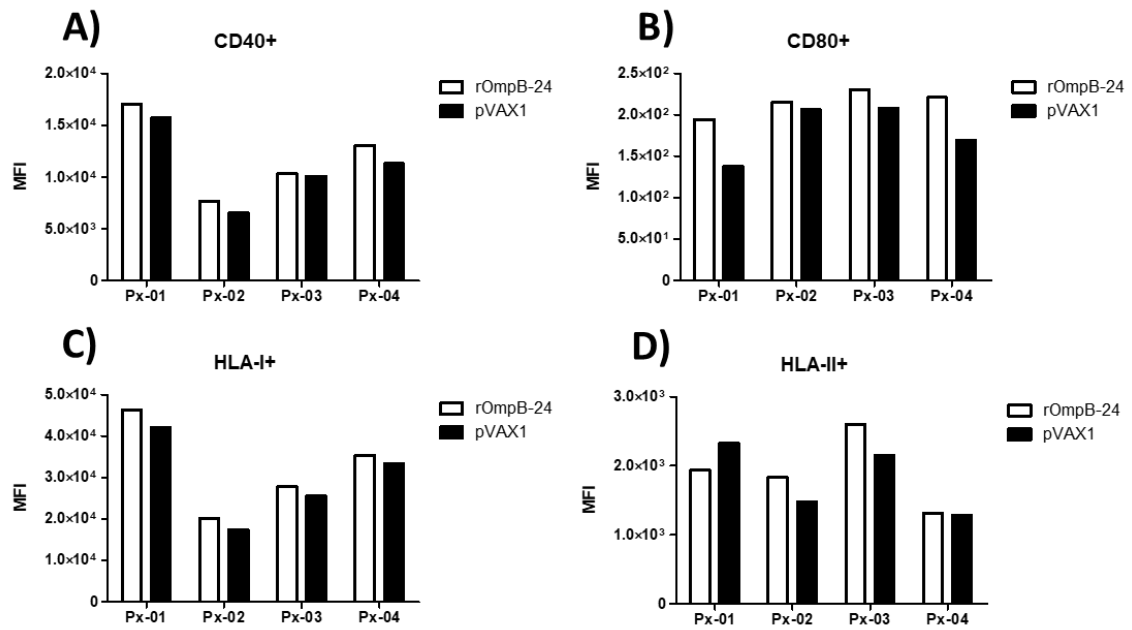 A)
CD40+
MFI
2.0×10⁴
1.5×10⁴
1.0×10⁴
5.0×10³
0
Px-01 Px-02 Px-03 Px-04
rOmpB-24
pVAX1
B)
CD80+
MFI
2.5×10²
2.0×10²
1.5×10²
1.0×10²
5.0×10¹
0
Px-01 Px-02 Px-03 Px-04
rOmpB-24
pVAX1
C)
HLA-I+
MFI
5.0×10⁴
4.0×10⁴
3.0×10⁴
2.0×10⁴
1.0×10⁴
0
Px-01 Px-02 Px-03 Px-04
rOmpB-24
pVAX1
D)
HLA-II+
MFI
3.0×10³
2.0×10³
1.0×10³
0
Px-01 Px-02 Px-03 Px-04
rOmpB-24
pVAX1